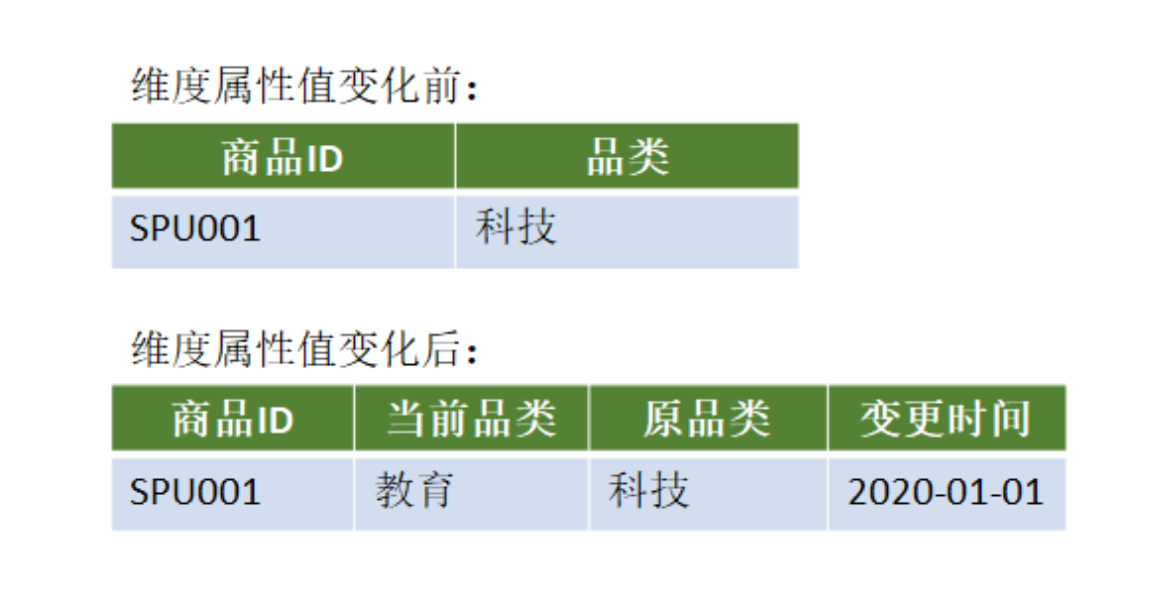 维度属性值变化前：
商品ID 品类
SPU001 科技
维度属性值变化后：
商品ID 当前品类 原品类 变更时间
SPU001 教育 科技 2020-01-01